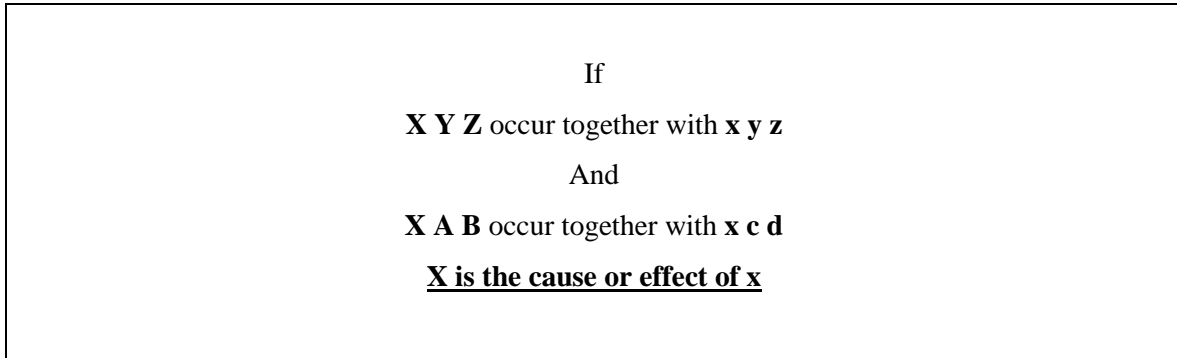 If
X Y Z occur together with x y z
And
X A B occur together with x c d
X is the cause or effect of x